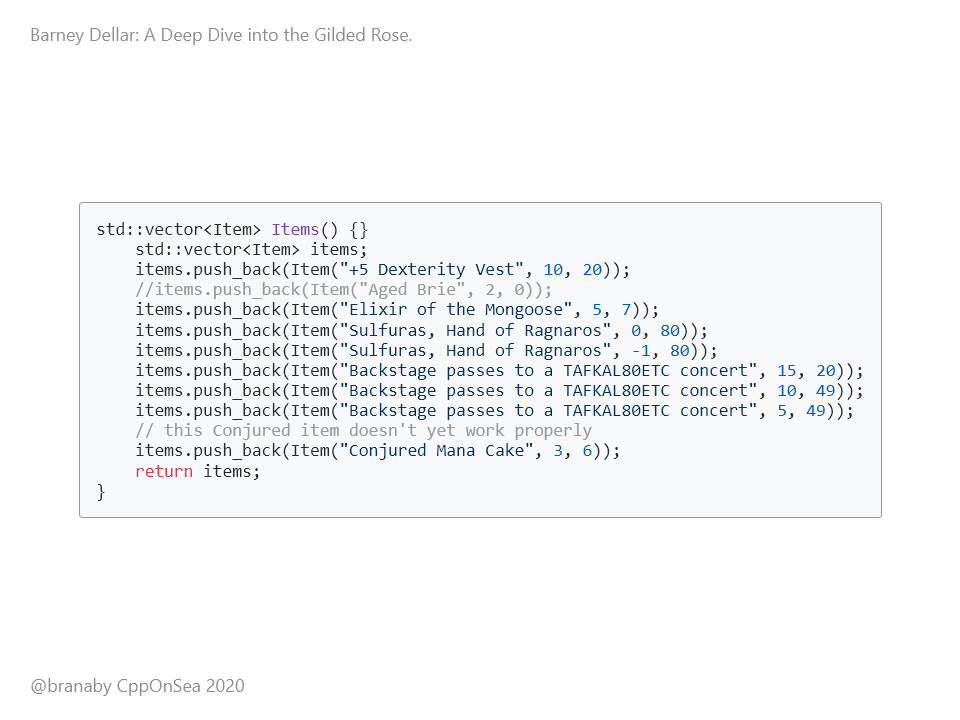 Barney Dellar: A Deep Dive into the Gilded Rose.
std::vector<Item> Items() {}
    std::vector<Item> items;
    items.push_back(Item("+5 Dexterity Vest", 10, 20));
    //items.push_back(Item("Aged Brie", 2, 0));
    items.push_back(Item("Elixir of the Mongoose", 5, 7));
    items.push_back(Item("Sulfuras, Hand of Ragnaros", 0, 80));
    items.push_back(Item("Sulfuras, Hand of Ragnaros", -1, 80));
    items.push_back(Item("Backstage passes to a TAFKAL80ETC concert", 15, 20));
    items.push_back(Item("Backstage passes to a TAFKAL80ETC concert", 10, 49));
    items.push_back(Item("Backstage passes to a TAFKAL80ETC concert", 5, 49));
    // this Conjured item doesn't yet work properly
    items.push_back(Item("Conjured Mana Cake", 3, 6));
    return items;
}
@branaby CppOnSea 2020